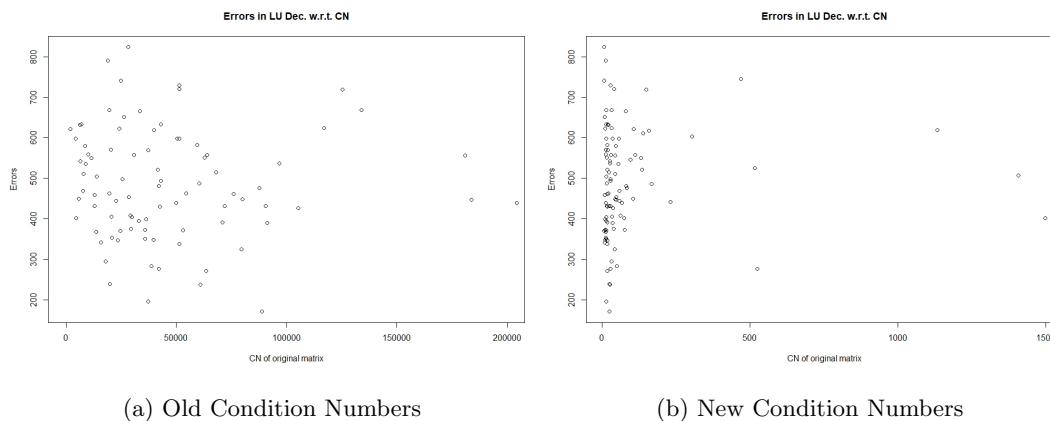 Errors in LU Dec. w.r.t. CN
800
700
600
500
400
300
200
Errors
0 50000 100000 150000 200000
CN of original matrix
(a) Old Condition Numbers
Errors in LU Dec. w.r.t. CN
800
700
600
500
400
300
200
Errors
0 500 1000 1500
CN of original matrix
(b) New Condition Numbers